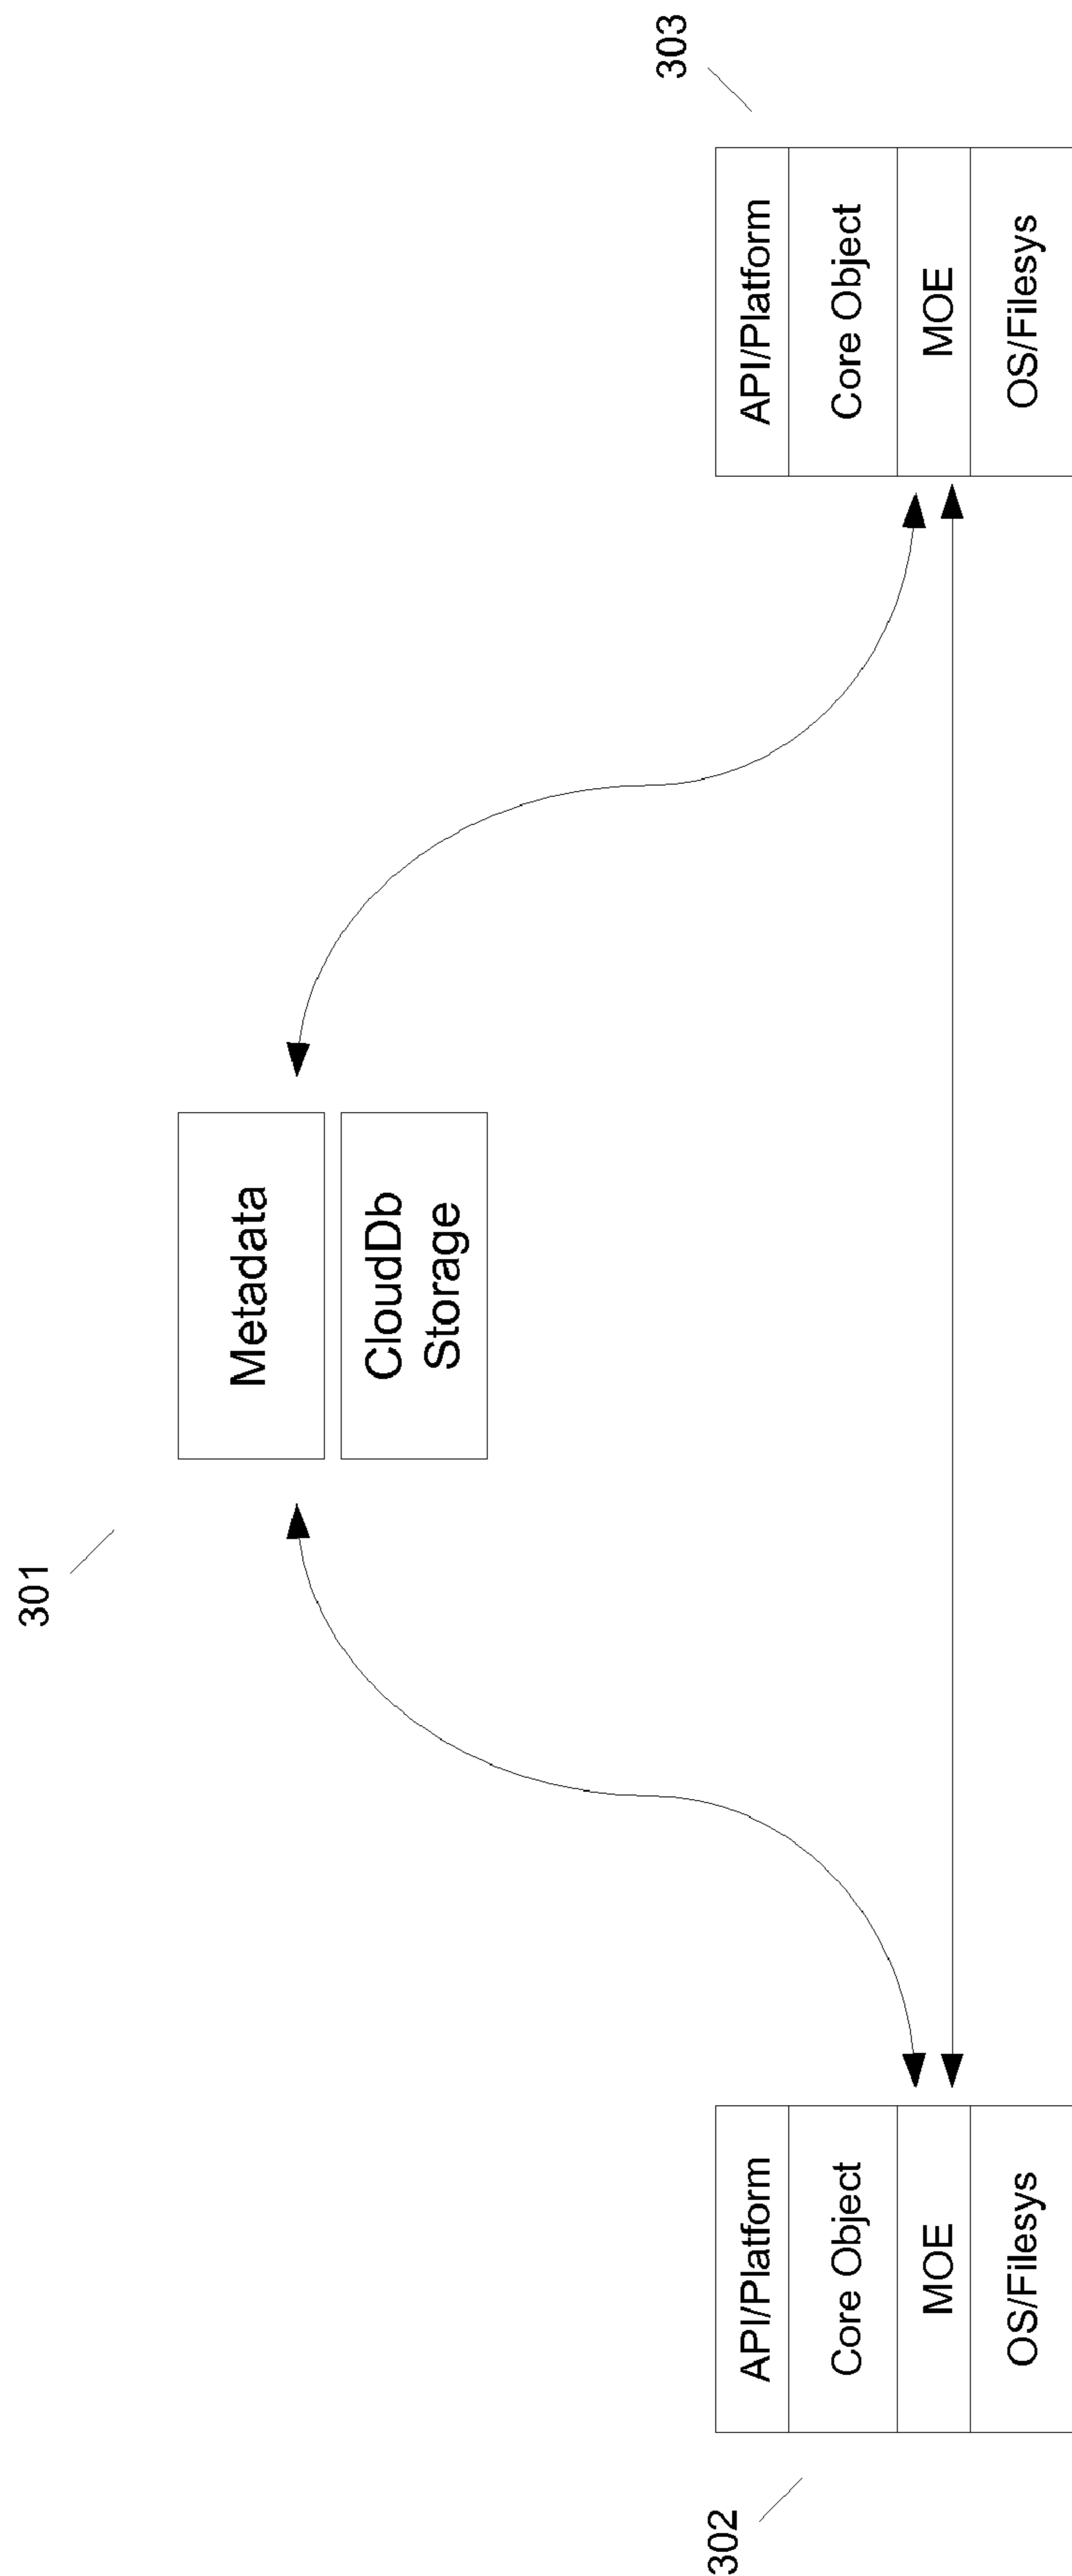 301
Metadata
CloudDb
Storage
302
API/Platform
Core Object
MOE
OS/Filesys
303
API/Platform
Core Object
MOE
OS/Filesys